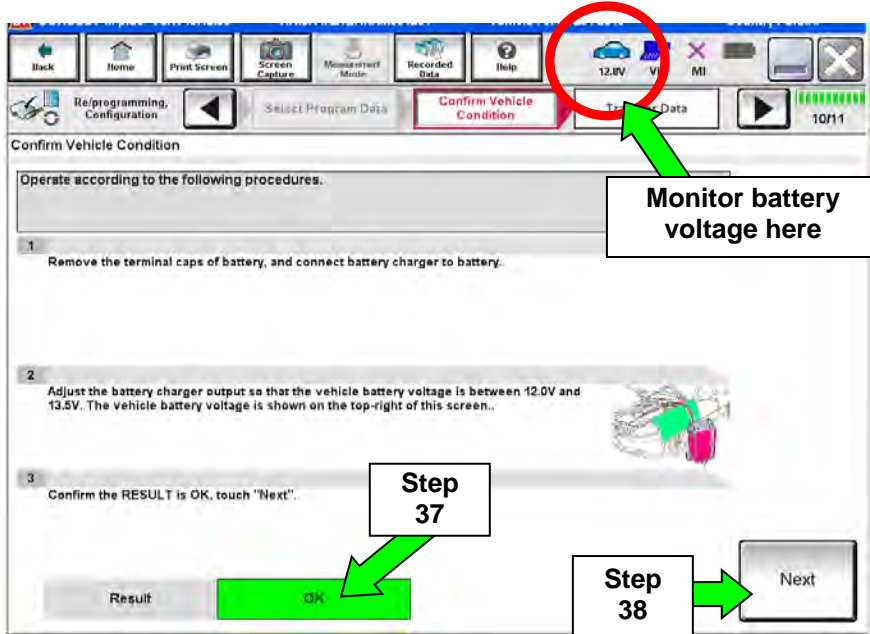 Back Home Print Screen Screen Capture Measurement Mode Recorded Data Help 12.8V VI MI
Re/programming, Configuration Select Program Data Confirm Vehicle Condition Data 10/11
Confirm Vehicle Condition
Operate according to the following procedures.
Monitor battery
voltage here
1
Remove the terminal caps of battery, and connect battery charger to battery.
2
Adjust the battery charger output so that the vehicle battery voltage is between 12.0V and
13.5V. The vehicle battery voltage is shown on the top-right of this screen..
3
Confirm the RESULT is OK, touch "Next".
Step
37
Result OK
Step
38
Next